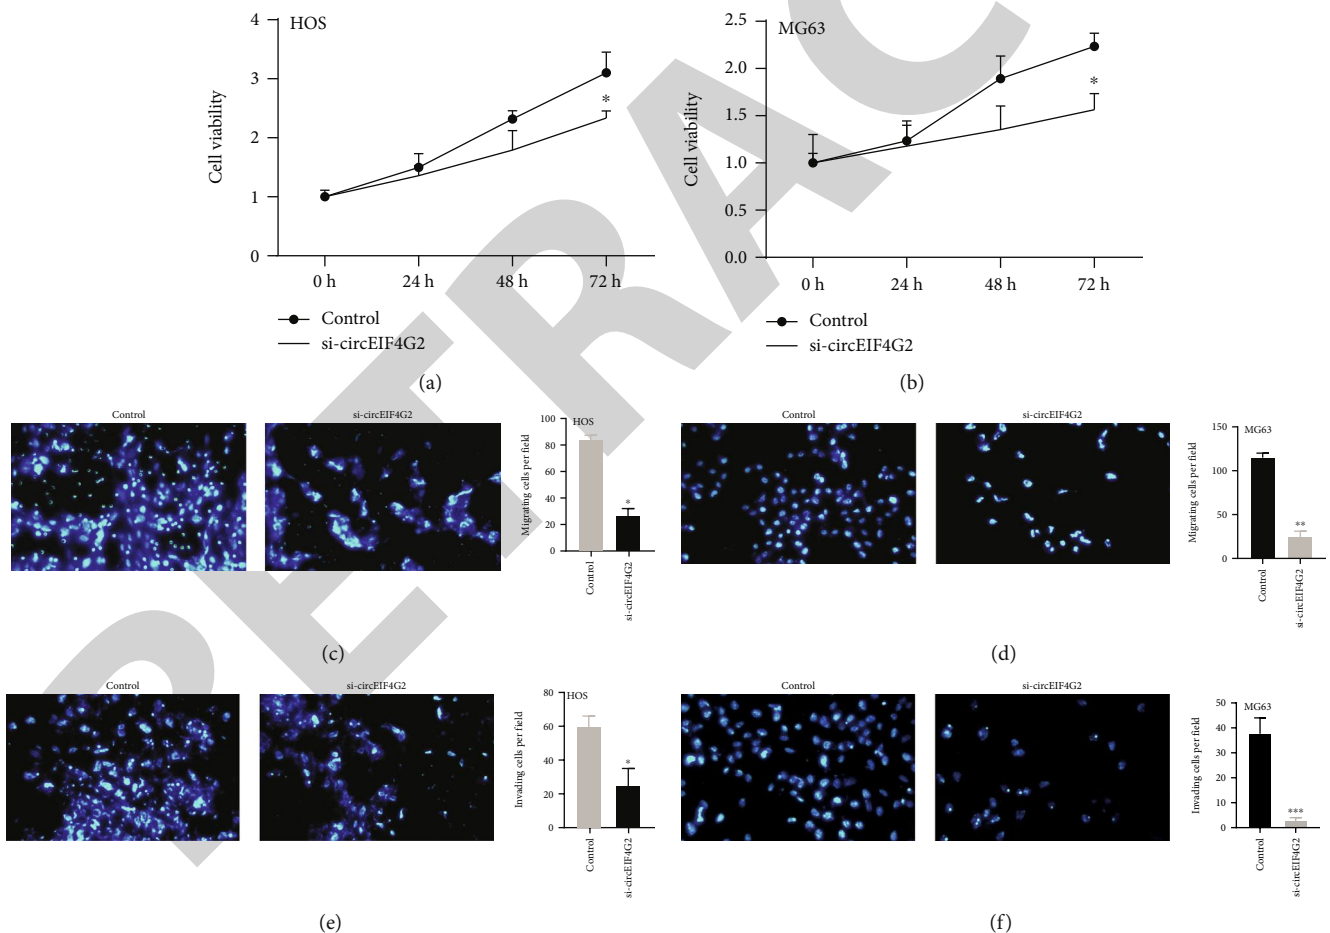 HOS
4
3
2
1
0
Cell viability
0 h 24 h 48 h 72 h
*
Control
si-circEIF4G2
(a)
MG63
2.5
2.0
1.5
1.0
0.5
0.0
Cell viability
0 h 24 h 48 h 72 h
*
Control
si-circEIF4G2
(b)
Control si-circEIF4G2
HOS
100
80
60
40
20
0
Migrating cells per field
*
Control
si-circEIF4G2
(c)
Control si-circEIF4G2
MG63
150
100
50
0
Migrating cells per field
**
Control
si-circEIF4G2
(d)
Control si-circEIF4G2
HOS
80
60
40
20
0
Invading cells per field
*
Control
si-circEIF4G2
(e)
Control si-circEIF4G2
MG63
50
40
30
20
10
0
Invading cells per field
***
Control
si-circEIF4G2
(f)
RETRAC